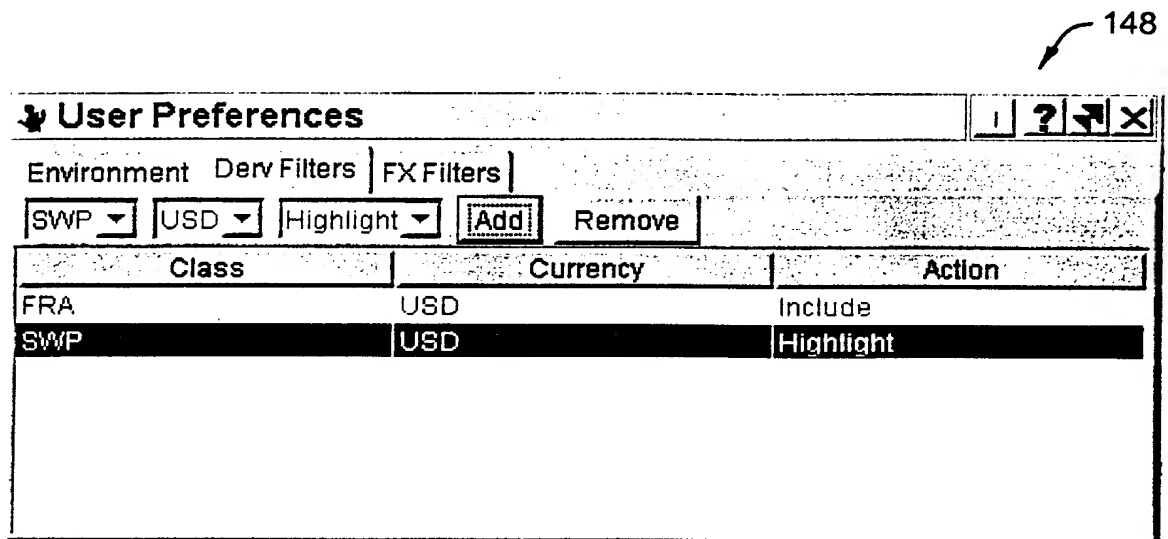 148
User Preferences ?
Environment Derv Filters FX Filters
SWP USD Highlight Add Remove
Class Currency Action
FRA USD Include
SWP USD Highlight